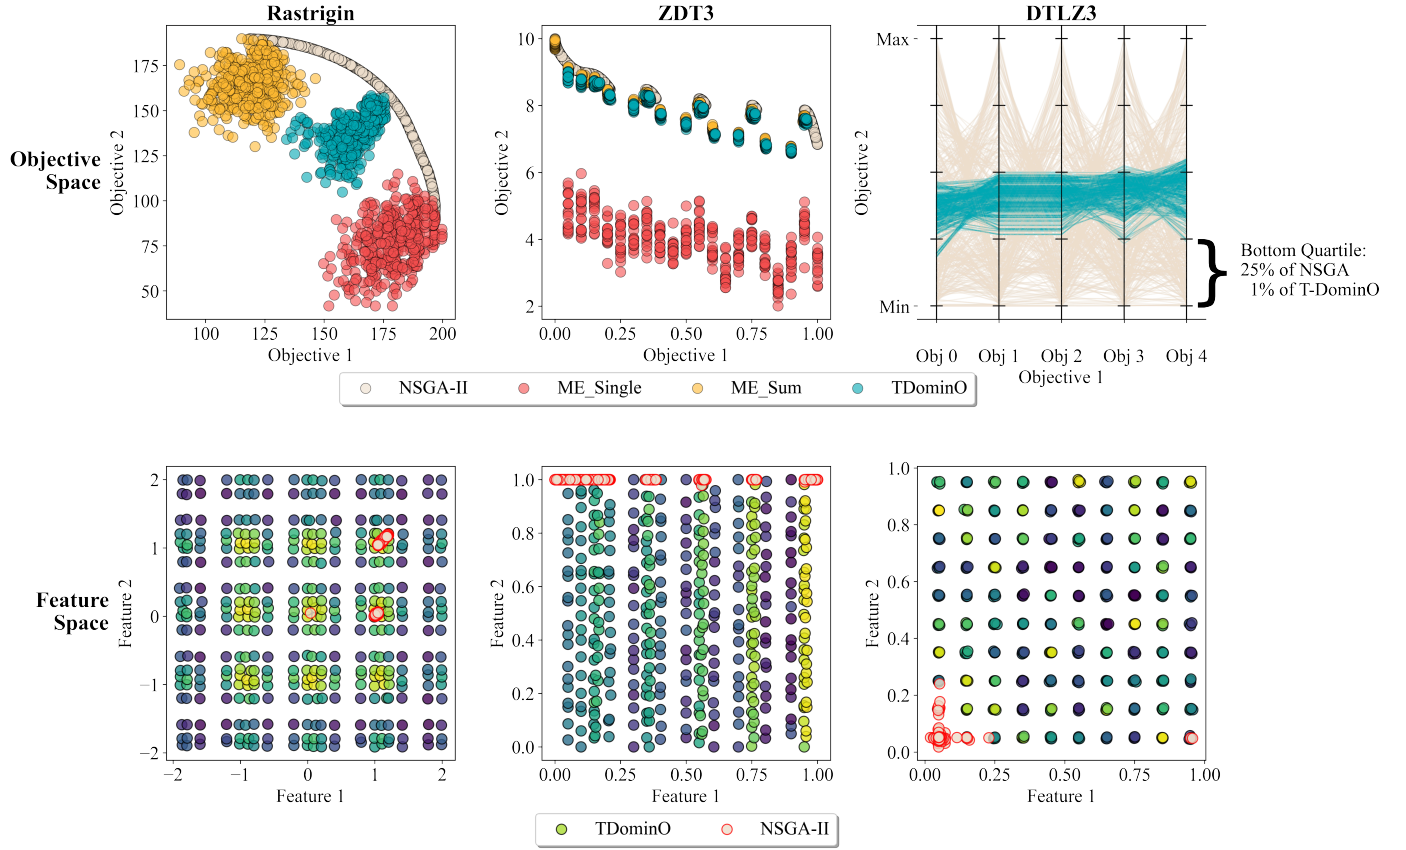 Rastrigin
ZDT3
DTLZ3
Objective
Space
Objective 2
175
150
125
100
75
50
100
125
150
175
200
Objective 1
Objective 2
10
8
6
4
2
0.00
0.25
0.50
0.75
1.00
Objective 1
Objective 2
Max
Min
Obj 0
Obj 1
Obj 2
Obj 3
Obj 4
Objective 1
Bottom Quartile:
25% of NSGA
1% of T-DominO
NSGA-II
ME_Single
ME_Sum
TDominO
Feature
Space
Feature 2
2
1
0
−1
−2
−2
−1
0
1
2
Feature 1
Feature 2
1.0
0.8
0.6
0.4
0.2
0.0
0.00
0.25
0.50
0.75
1.00
Feature 1
Feature 2
1.0
0.8
0.6
0.4
0.2
0.0
0.00
0.25
0.50
0.75
1.00
Feature 1
TDominO
NSGA-II